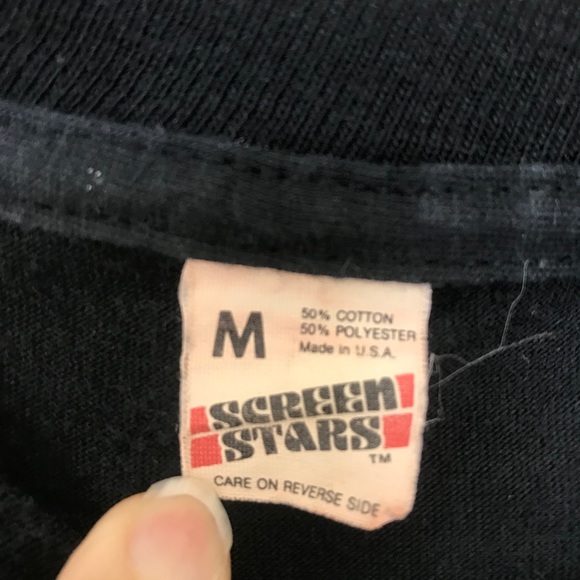 M
50% COTTON
50% POLYESTER
Made in U.S.A.
SCREEN
STARS
TM
CARE ON REVERSE SIDE